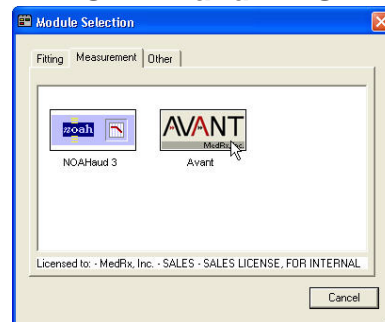 Module Selection
Fitting Measurement Other
noah AVANT
MedRx, Inc.
NOAHaud 3 Avant
Licensed to: - MedRx, Inc. - SALES - SALES LICENSE, FOR INTERNAL
Cancel